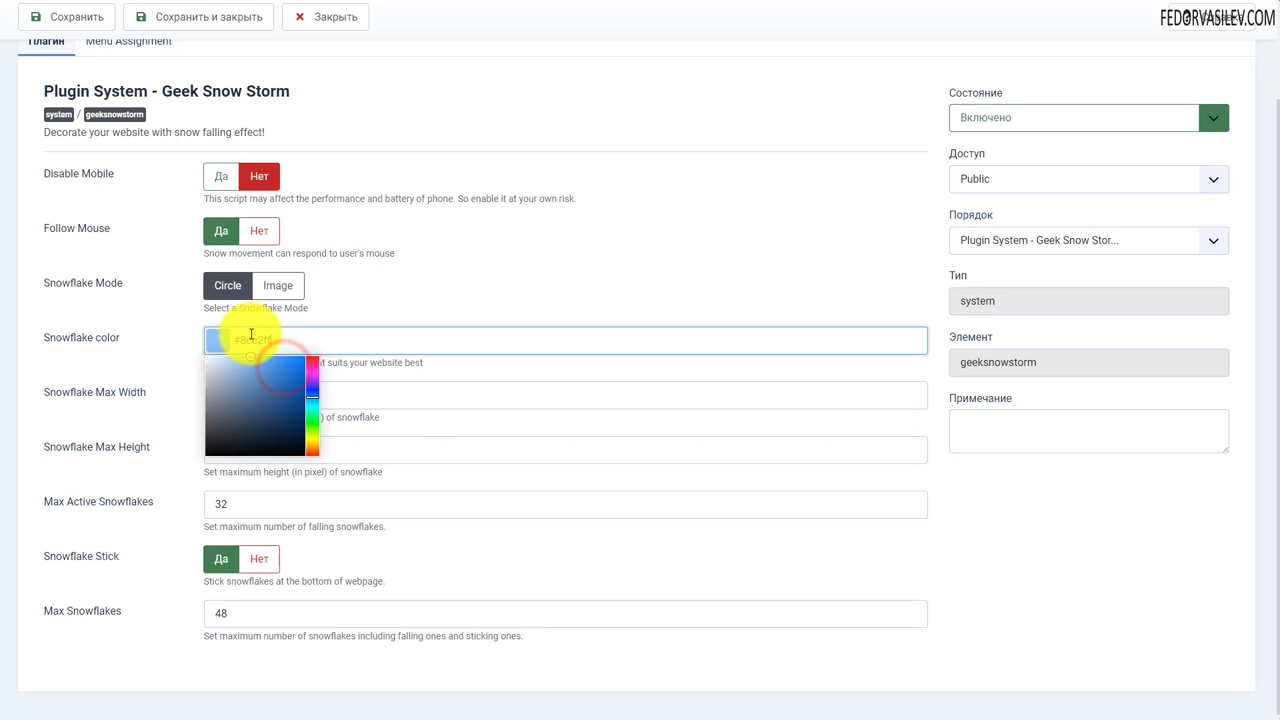 Сохранить
Сохранить и закрыть
Закрыть
FEDORVASILEV.COM
Плагин
Menu Assignment
Plugin System - Geek Snow Storm
system / geeksnowstorm
Decorate your website with snow falling effect!
Disable Mobile
Да
Нет
This script may affect the performance and battery of phone. So enable it at your own risk.
Follow Mouse
Да
Нет
Snow movement can respond to user's mouse
Snowflake Mode
Circle
Image
Select a Snowflake Mode
Snowflake color
that suits your website best
Snowflake Max Width
) of snowflake
Snowflake Max Height
Set maximum height (in pixel) of snowflake
Max Active Snowflakes
32
Set maximum number of falling snowflakes.
Snowflake Stick
Да
Нет
Stick snowflakes at the bottom of webpage.
Max Snowflakes
48
Set maximum number of snowflakes including falling ones and sticking ones.
Состояние
Включено
Доступ
Public
Порядок
Plugin System - Geek Snow Stor...
Тип
system
Элемент
geeksnowstorm
Примечание